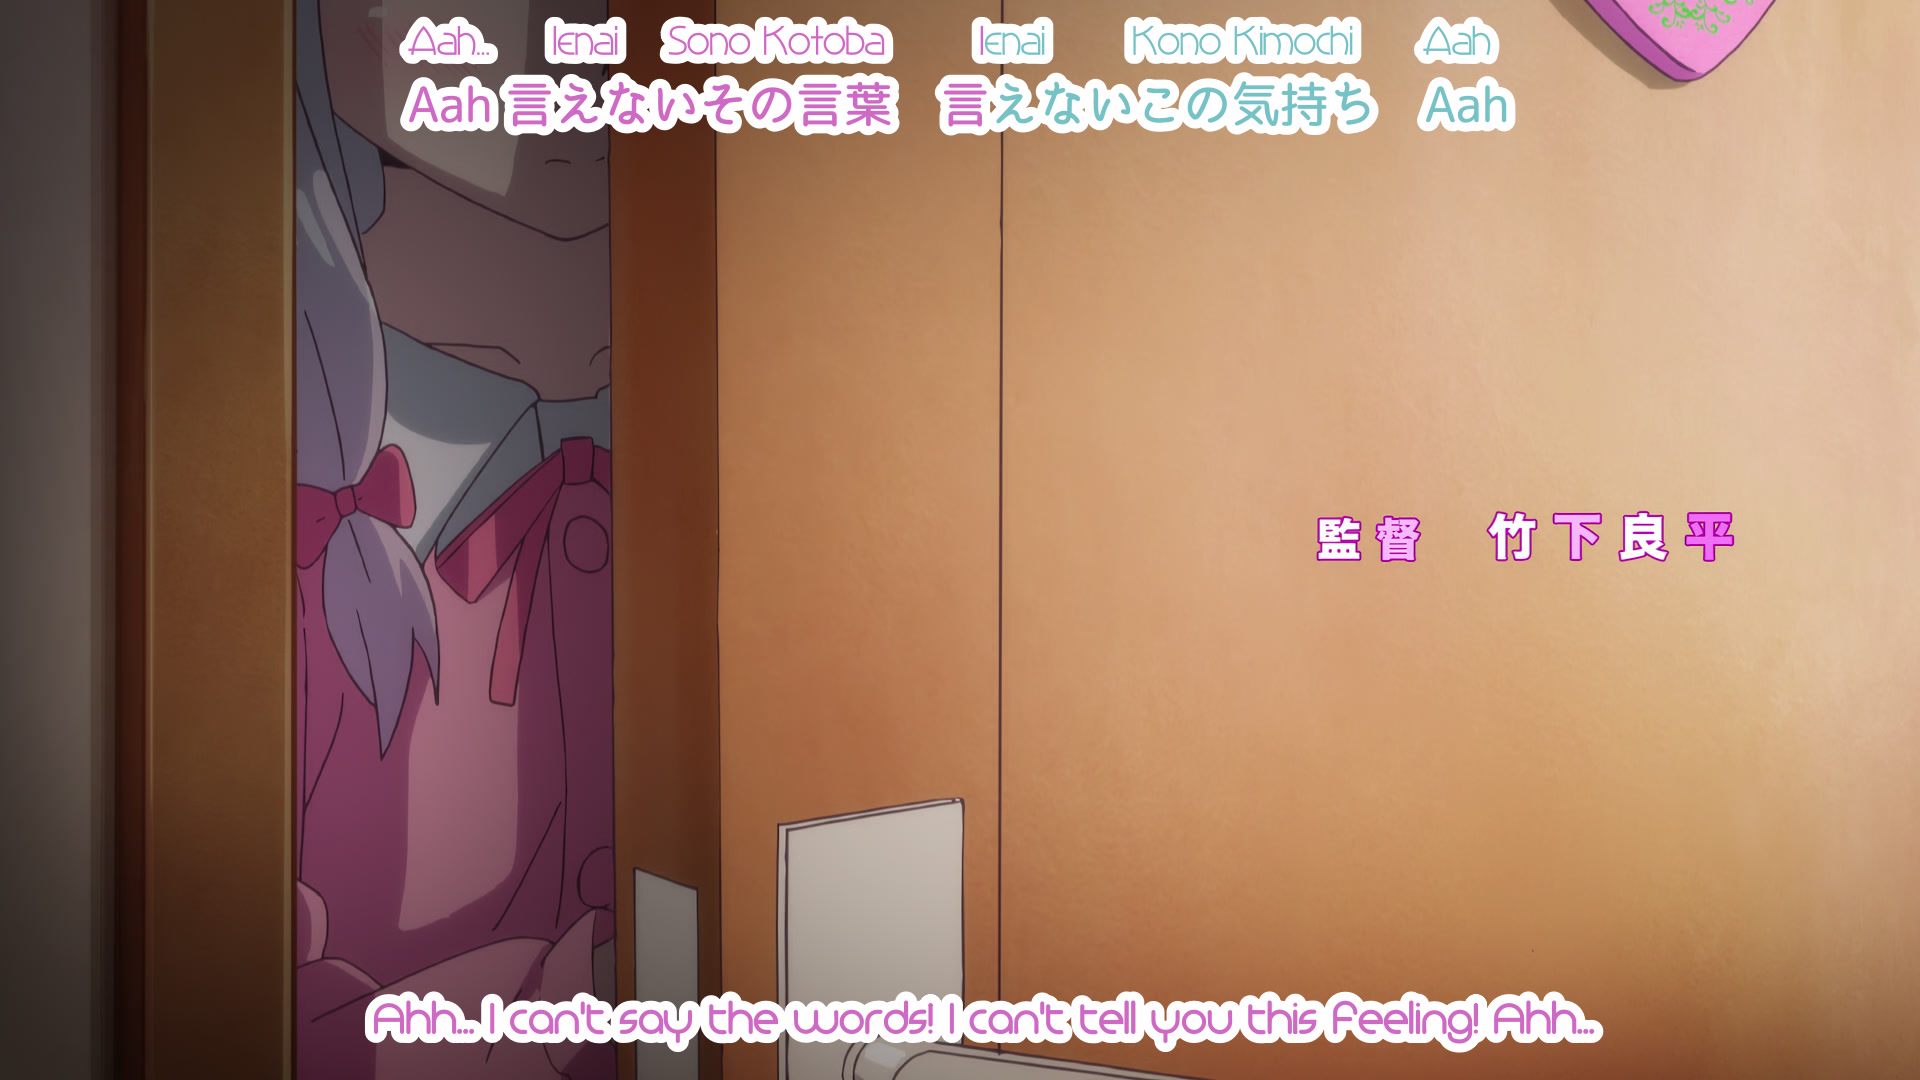 Aah... Ienai Sono Kotoba Ienai Kono Kimochi Aah
Aah 言えないその言葉 言えないこの気持ち Aah
監督 竹下良平
Ahh... I can't say the words! I can't tell you this feeling! Ahh...